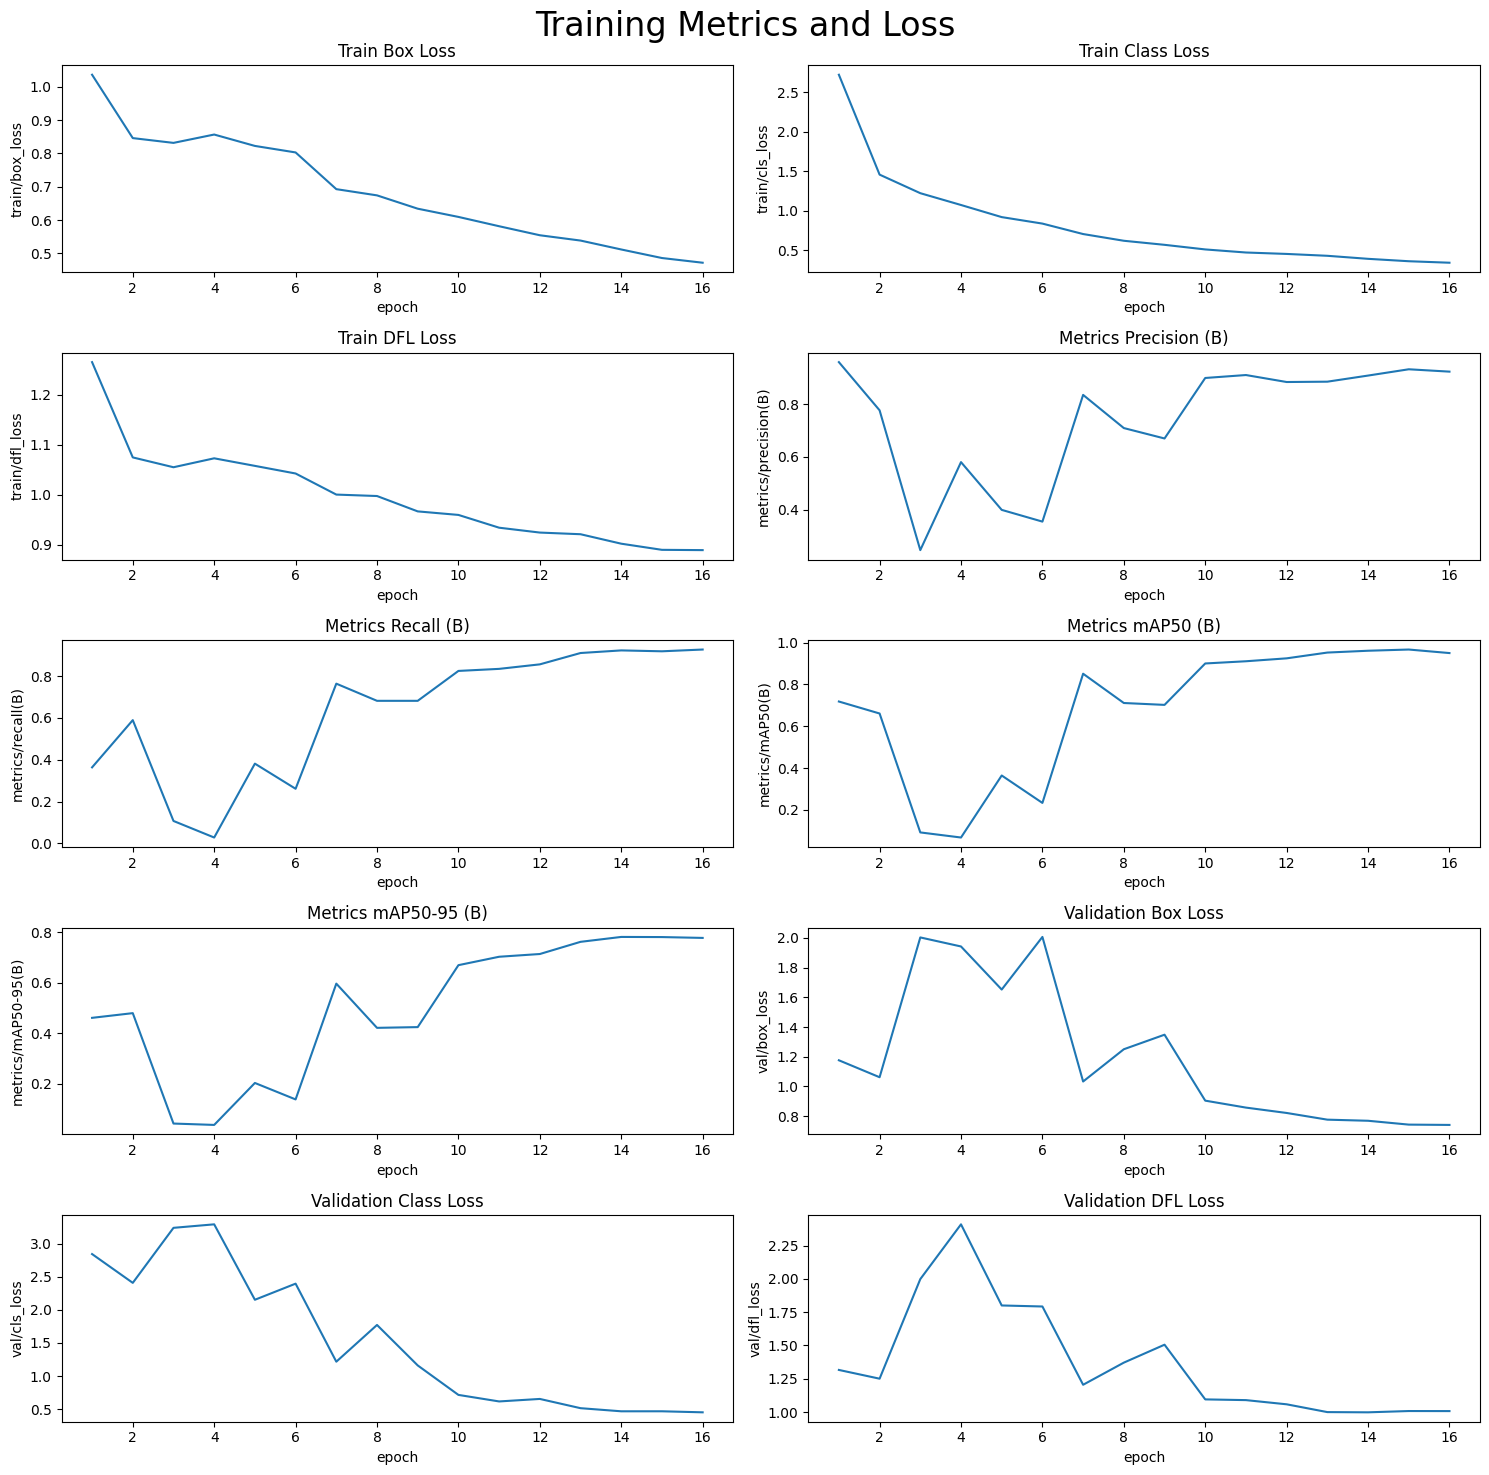 Training Metrics and Loss
Train Box Loss
train/box_loss
1.0
0.9
0.8
0.7
0.6
0.5
2 4 6 8 10 12 14 16
epoch
Train Class Loss
train/cls_loss
2.5
2.0
1.5
1.0
0.5
2 4 6 8 10 12 14 16
epoch
Train DFL Loss
train/dfl_loss
1.2
1.1
1.0
0.9
2 4 6 8 10 12 14 16
epoch
Metrics Precision (B)
metrics/precision(B)
0.8
0.6
0.4
2 4 6 8 10 12 14 16
epoch
Metrics Recall (B)
metrics/recall(B)
0.8
0.6
0.4
0.2
0.0
2 4 6 8 10 12 14 16
epoch
Metrics mAP50 (B)
metrics/mAP50(B)
1.0
0.8
0.6
0.4
0.2
2 4 6 8 10 12 14 16
epoch
Metrics mAP50-95 (B)
metrics/mAP50-95(B)
0.8
0.6
0.4
0.2
2 4 6 8 10 12 14 16
epoch
Validation Box Loss
val/box_loss
2.0
1.8
1.6
1.4
1.2
1.0
0.8
2 4 6 8 10 12 14 16
epoch
Validation Class Loss
val/cls_loss
3.0
2.5
2.0
1.5
1.0
0.5
2 4 6 8 10 12 14 16
epoch
Validation DFL Loss
val/dfl_loss
2.25
2.00
1.75
1.50
1.25
1.00
2 4 6 8 10 12 14 16
epoch